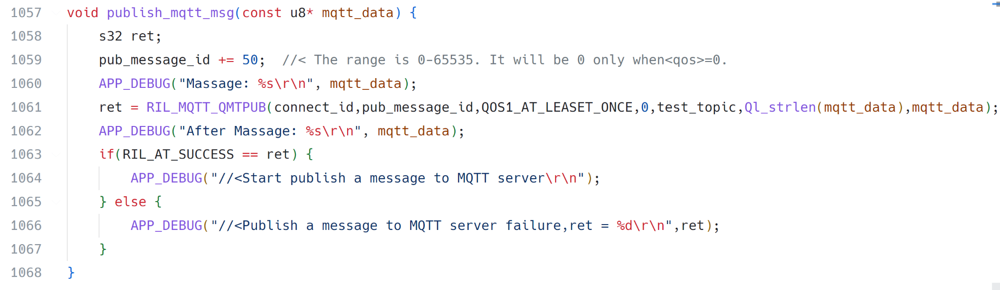 1057 void publish_mqtt_msg(const u8* mqtt_data) {
1058     s32 ret;
1059     pub_message_id += 50;  //< The range is 0-65535. It will be 0 only when<qos>=0.
1060     APP_DEBUG("Massage: %s\r\n", mqtt_data);
1061     ret = RIL_MQTT_QMTPUB(connect_id,pub_message_id,QOS1_AT_LEASET_ONCE,0,test_topic,Ql_strlen(mqtt_data),mqtt_data);
1062     APP_DEBUG("After Massage: %s\r\n", mqtt_data);
1063     if(RIL_AT_SUCCESS == ret) {
1064         APP_DEBUG("//<Start publish a message to MQTT server\r\n");
1065     } else {
1066         APP_DEBUG("//<Publish a message to MQTT server failure,ret = %d\r\n",ret);
1067     }
1068 }